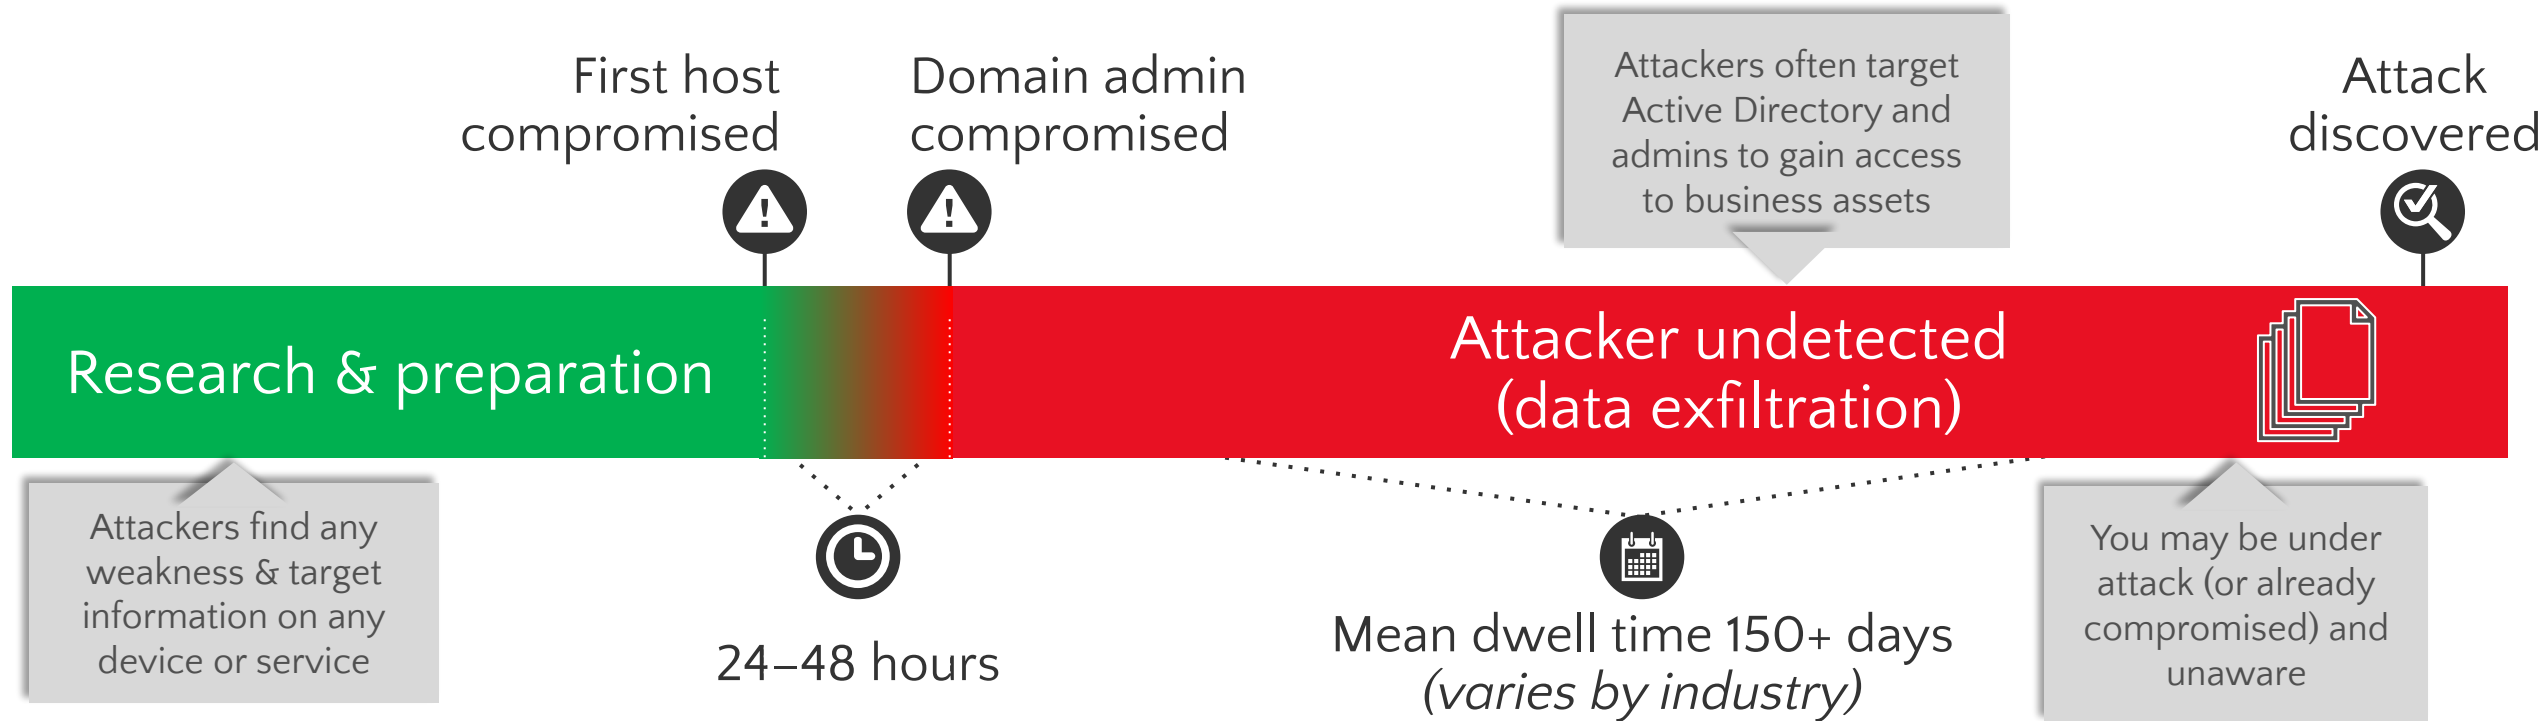 First host
compromised
Domain admin
compromised
Attackers often target
Active Directory and
admins to gain access
to business assets
Attack
discovered
Research & preparation
Attacker undetected
(data exfiltration)
Attackers find any
weakness & target
information on any
device or service
24–48 hours
Mean dwell time 150+ days
(varies by industry)
You may be under
attack (or already
compromised) and
unaware